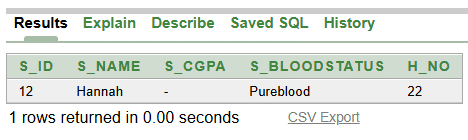 Results Explain Describe Saved SQL History
S_ID S_NAME S_CGPA S_BLOODSTATUS H_NO
12 Hannah - Pureblood 22
1 rows returned in 0.00 seconds CSV Export